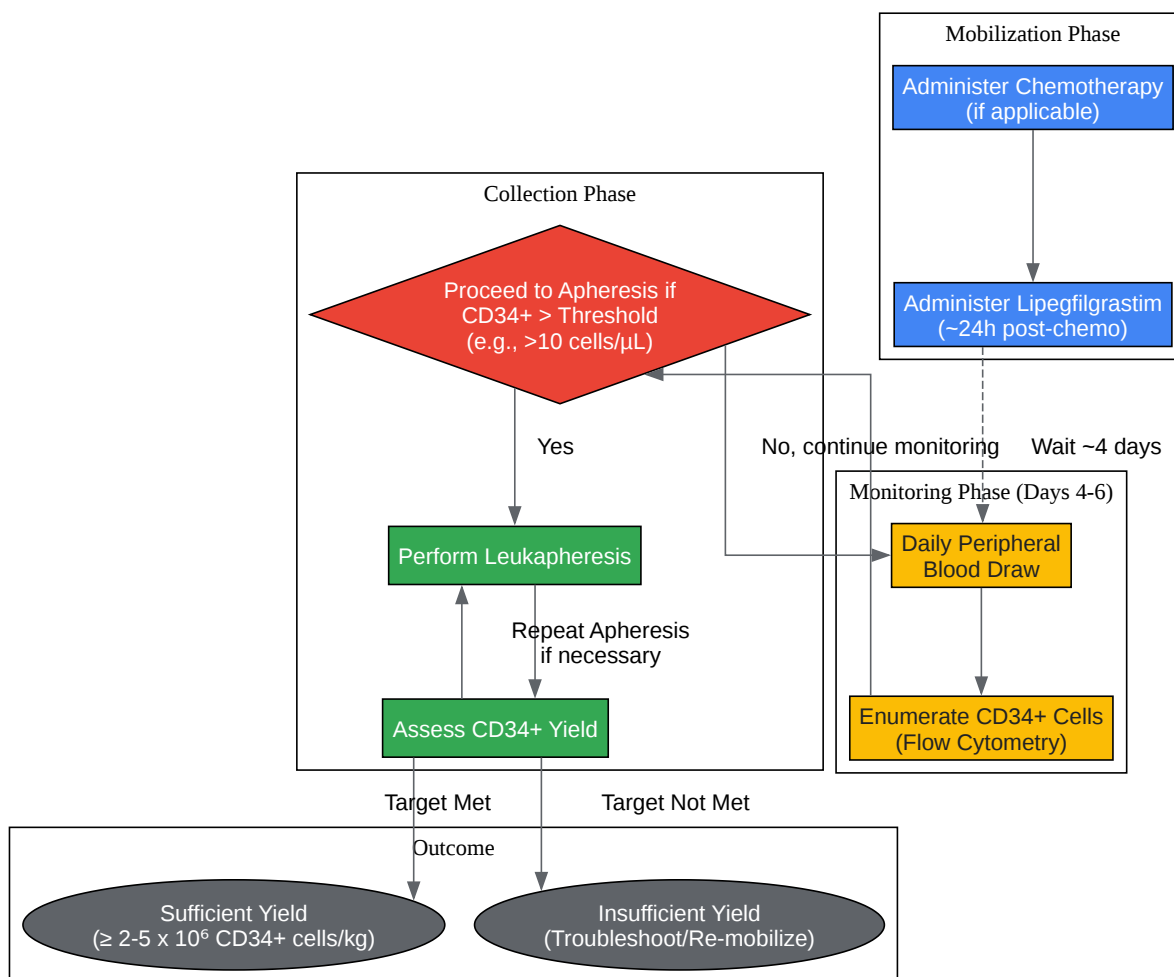 Mobilization Phase
Administer Chemotherapy
(if applicable)
Administer Lipegfilgrastim
(~24h post-chemo)
Wait ~4 days
Monitoring Phase (Days 4-6)
Daily Peripheral
Blood Draw
Enumerate CD34+ Cells
(Flow Cytometry)
Collection Phase
Proceed to Apheresis if
CD34+ > Threshold
(e.g., >10 cells/µL)
No, continue monitoring
Yes
Perform Leukapheresis
Repeat Apheresis
if necessary
Assess CD34+ Yield
Target Met
Target Not Met
Outcome
Sufficient Yield
(≥ 2-5 x 10⁶ CD34+ cells/kg)
Insufficient Yield
(Troubleshoot/Re-mobilize)